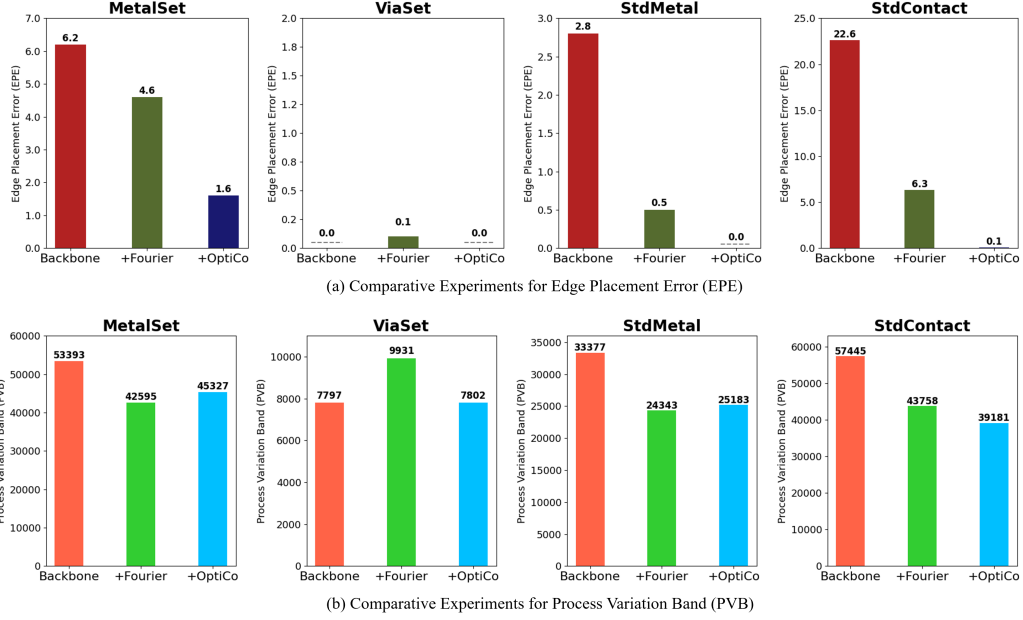 MetalSet
ViaSet
StdMetal
StdContact
Edge Placement Error (EPE)
7.0
6.0
5.0
4.0
3.0
2.0
1.0
0.0
6.2
4.6
1.6
Backbone
+Fourier
+OptiCo
Edge Placement Error (EPE)
2.0
1.8
1.5
1.2
1.0
0.8
0.5
0.2
0.0
0.0
0.1
0.0
Backbone
+Fourier
+OptiCo
Edge Placement Error (EPE)
3.0
2.5
2.0
1.5
1.0
0.5
0.0
2.8
0.5
0.0
Backbone
+Fourier
+OptiCo
Edge Placement Error (EPE)
25.0
20.0
15.0
10.0
5.0
0.0
22.6
6.3
0.1
Backbone
+Fourier
+OptiCo
(a) Comparative Experiments for Edge Placement Error (EPE)
MetalSet
ViaSet
StdMetal
StdContact
Process Variation Band (PVB)
60000
50000
40000
30000
20000
10000
0
53393
42595
45327
Backbone
+Fourier
+OptiCo
Process Variation Band (PVB)
10000
8000
6000
4000
2000
0
7797
9931
7802
Backbone
+Fourier
+OptiCo
Process Variation Band (PVB)
35000
30000
25000
20000
15000
10000
5000
0
33377
24343
25183
Backbone
+Fourier
+OptiCo
Process Variation Band (PVB)
60000
50000
40000
30000
20000
10000
0
57445
43758
39181
Backbone
+Fourier
+OptiCo
(b) Comparative Experiments for Process Variation Band (PVB)